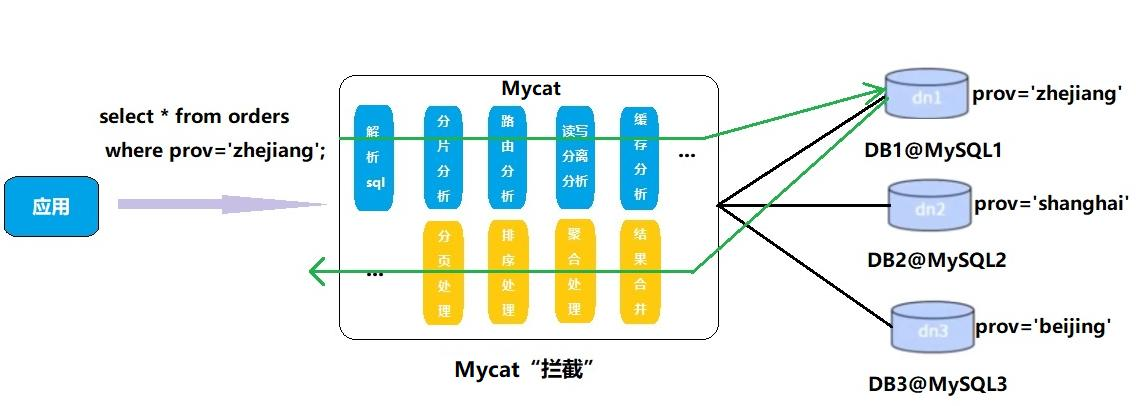 Mycat
select * from orders
where prov='zhejiang';
应用
解析sql
分片分析
路由分析
读写分离分析
缓存分析
...
...
分页处理
排序处理
聚合处理
结果合并
Mycat“拦截”
dn1
prov='zhejiang'
DB1@MySQL1
dn2
prov='shanghai'
DB2@MySQL2
dn3
prov='beijing'
DB3@MySQL3